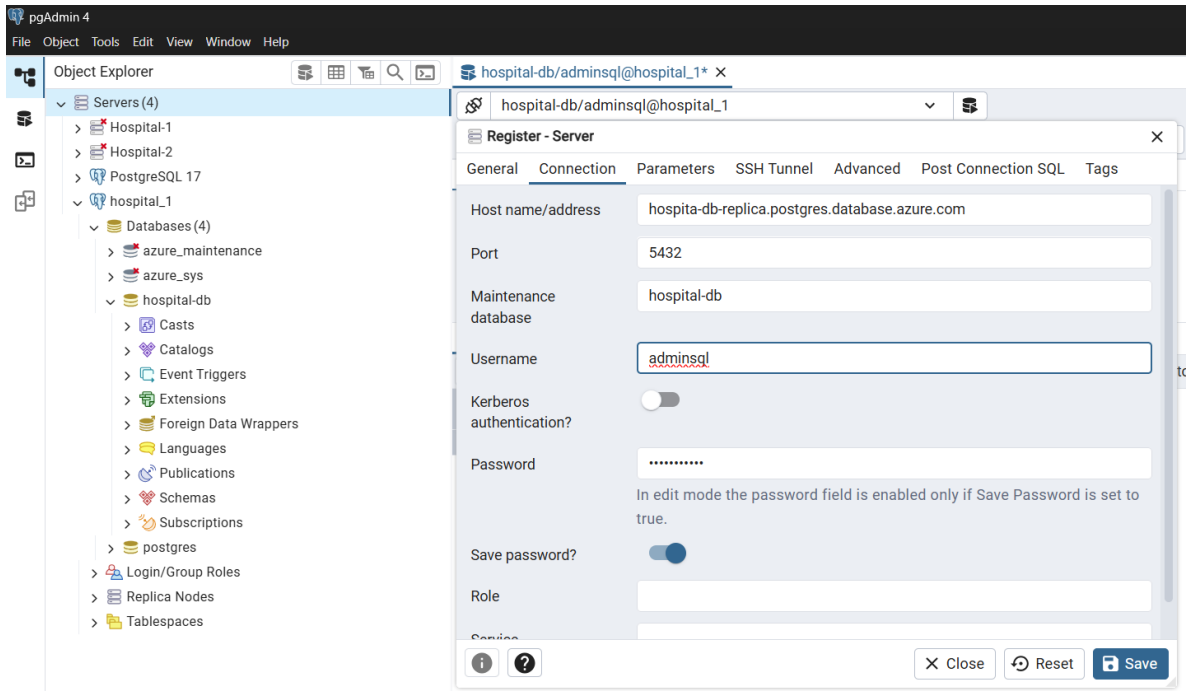 pgAdmin 4
File Object Tools Edit View Window Help
Object Explorer
hospital-db/adminsql@hospital_1*
Servers (4)
Hospital-1
Hospital-2
PostgreSQL 17
hospital_1
Databases (4)
azure_maintenance
azure_sys
hospital-db
Casts
Catalogs
Event Triggers
Extensions
Foreign Data Wrappers
Languages
Publications
Schemas
Subscriptions
postgres
Login/Group Roles
Replica Nodes
Tablespaces
hospital-db/adminsql@hospital_1
Register - Server
General Connection Parameters SSH Tunnel Advanced Post Connection SQL Tags
Host name/address hospita-db-replica.postgres.database.azure.com
Port 5432
Maintenance
database
hospital-db
Username adminsql
Kerberos
authentication?
Password •••••••••••
In edit mode the password field is enabled only if Save Password is set to
true.
Save password?
Role
Service
Close Reset Save